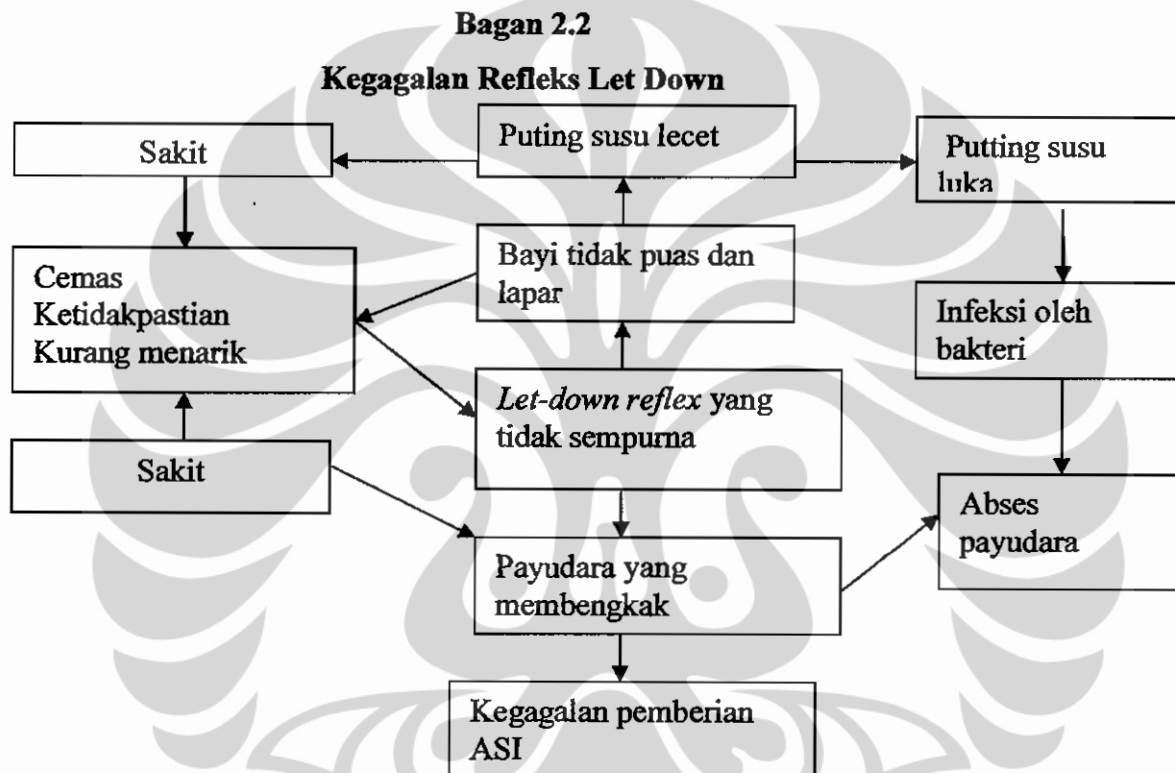 Bagan 2.2
Kegagalan Refleks Let Down
Sakit
Puting susu lecet
Putting susu
luka
Cemas
Ketidakpastian
Kurang menarik
Bayi tidak puas dan
lapar
Infeksi oleh
bakteri
Let-down reflex yang
tidak sempurna
Sakit
Abses
payudara
Payudara yang
membengkak
Kegagalan pemberian
ASI